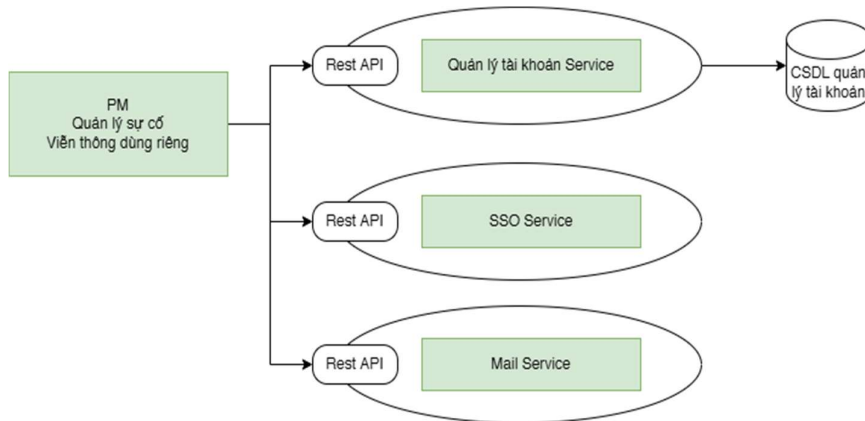 PM
Quản lý sự cố
Viễn thông dùng riêng
Rest API
Quản lý tài khoản Service
CSDL quản
lý tài khoản
Rest API
SSO Service
Rest API
Mail Service